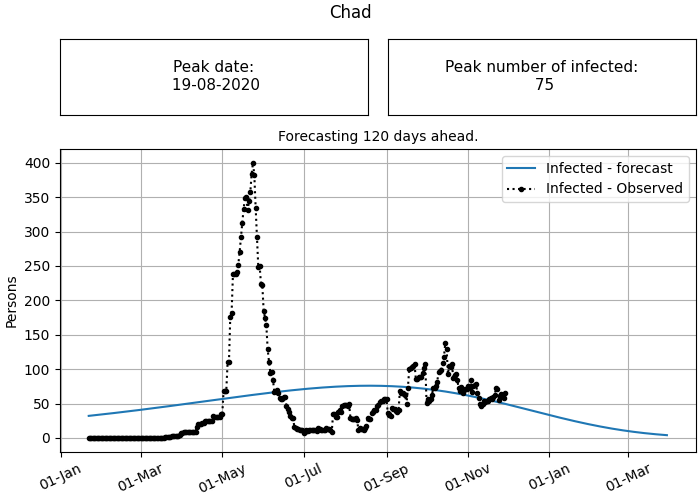 Chad
Peak date:
19-08-2020
Peak number of infected:
75
Forecasting 120 days ahead.
Infected - forecast
Infected - Observed
Persons
400
350
300
250
200
150
100
50
0
01-Jan
01-Mar
01-May
01-Jul
01-Sep
01-Nov
01-Jan
01-Mar